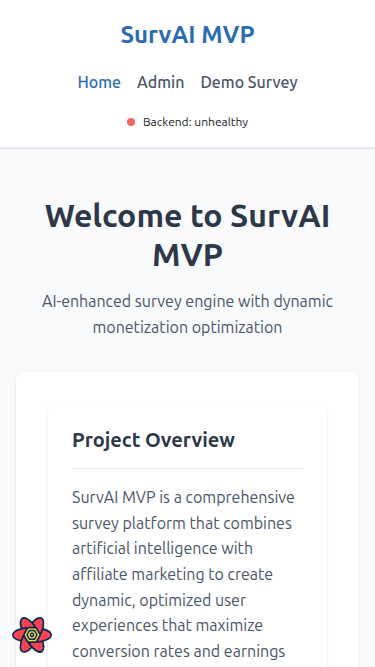 SurvAI MVP
Home Admin Demo Survey
Backend: unhealthy
Welcome to SurvAI
MVP
AI-enhanced survey engine with dynamic
monetization optimization
Project Overview
SurvAI MVP is a comprehensive
survey platform that combines
artificial intelligence with
affiliate marketing to create
dynamic, optimized user
experiences that maximize
conversion rates and earnings